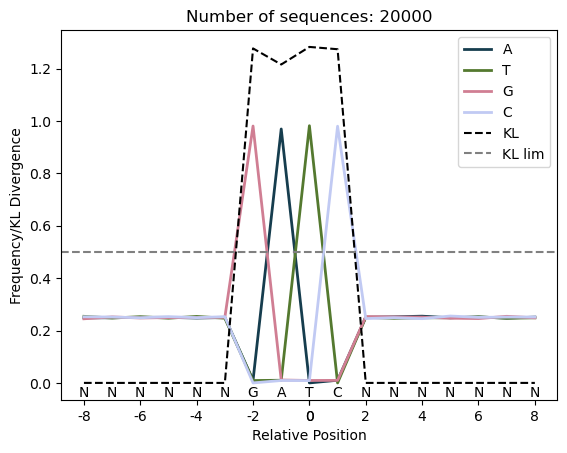 Number of sequences: 20000
Frequency/KL Divergence
1.2
1.0
0.8
0.6
0.4
0.2
0.0
A
T
G
C
KL
KL lim
N N N N N N G A T C N N N N N N N
-8 -6 -4 -2 0 0 2 4 6 8
Relative Position